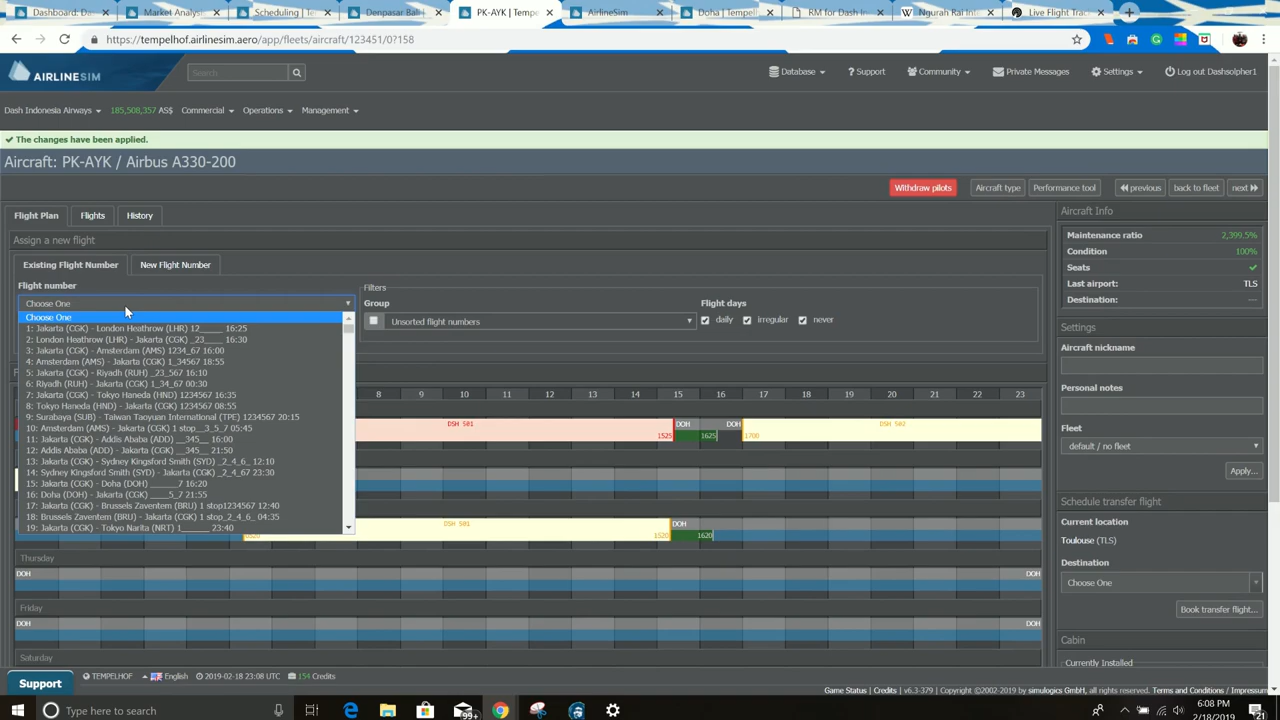 Dashboard: Da
Market Analys
Scheduling | Te
Denpasar Bali
PK-AYK | Tempe
AirlineSim
Doha | Tempell
RM for Dash In
Ngurah Rai Inte
Live Flight Trac
https://tempelhof.airlinesim.aero/app/fleets/aircraft/123451/0?158
AIRLINESIM
Search
Database
Support
Community
Private Messages
Settings
Log out Dashsolpher1
Dash Indonesia Airways
185,508,357 AS$
Commercial
Operations
Management
The changes have been applied.
Aircraft: PK-AYK / Airbus A330-200
Withdraw pilots
Aircraft type
Performance tool
previous
back to fleet
next
Flight Plan
Flights
History
Assign a new flight
Existing Flight Number
New Flight Number
Flight number
Choose One
Choose One
1: Jakarta (CGK) - London Heathrow (LHR) 12_____ 16:25
2: London Heathrow (LHR) - Jakarta (CGK) _23____ 16:30
3: Jakarta (CGK) - Amsterdam (AMS) 1234_67 16:00
4: Amsterdam (AMS) - Jakarta (CGK) 1_34567 18:55
5: Jakarta (CGK) - Riyadh (RUH) _23_567 16:10
6: Riyadh (RUH) - Jakarta (CGK) 1_34_67 00:30
7: Jakarta (CGK) - Tokyo Haneda (HND) 1234567 16:35
8: Tokyo Haneda (HND) - Jakarta (CGK) 1234567 08:55
9: Surabaya (SUB) - Taiwan Taoyuan International (TPE) 1234567 20:15
10: Amsterdam (AMS) - Jakarta (CGK) 1 stop__3_5_7 05:45
11: Jakarta (CGK) - Addis Ababa (ADD) __345__ 16:00
12: Addis Ababa (ADD) - Jakarta (CGK) __345__ 21:50
13: Jakarta (CGK) - Sydney Kingsford Smith (SYD) _2_4_6_ 12:10
14: Sydney Kingsford Smith (SYD) - Jakarta (CGK) _2_4_67 23:30
15: Jakarta (CGK) - Doha (DOH) ______7 16:20
16: Doha (DOH) - Jakarta (CGK) ____5_7 21:55
17: Jakarta (CGK) - Brussels Zaventem (BRU) 1 stop1234567 12:40
18: Brussels Zaventem (BRU) - Jakarta (CGK) 1 stop_2_4_6_ 04:35
19: Jakarta (CGK) - Tokyo Narita (NRT) 1______ 23:40
Filters
Group
Unsorted flight numbers
Flight days
daily
irregular
never
8 9 10 11 12 13 14 15 16 17 18 19 20 21 22 23
DSH 501
1525
DOH
1625
DOH
1700
DSH 502
DSH 501
1520
DOH
1620
Thursday
DOH
DOH
Friday
DOH
DOH
Saturday
Aircraft Info
Maintenance ratio 2,399.5%
Condition 100%
Seats
Last airport: TLS
Destination: ---
Settings
Aircraft nickname
Personal notes
Fleet
default / no fleet
Apply...
Schedule transfer flight
Current location
Toulouse (TLS)
Destination
Choose One
Book transfer flight...
Cabin
Currently Installed
Support
TEMPELHOF
English
2019-02-18 23:08 UTC
154 Credits
Game Status | Credits | v6.3-379 | Copyright ©2002-2019 by simulogics GmbH, all rights reserved. Terms and Conditions / Impressum
Type here to search
99+
6:08 PM
2/18/2019